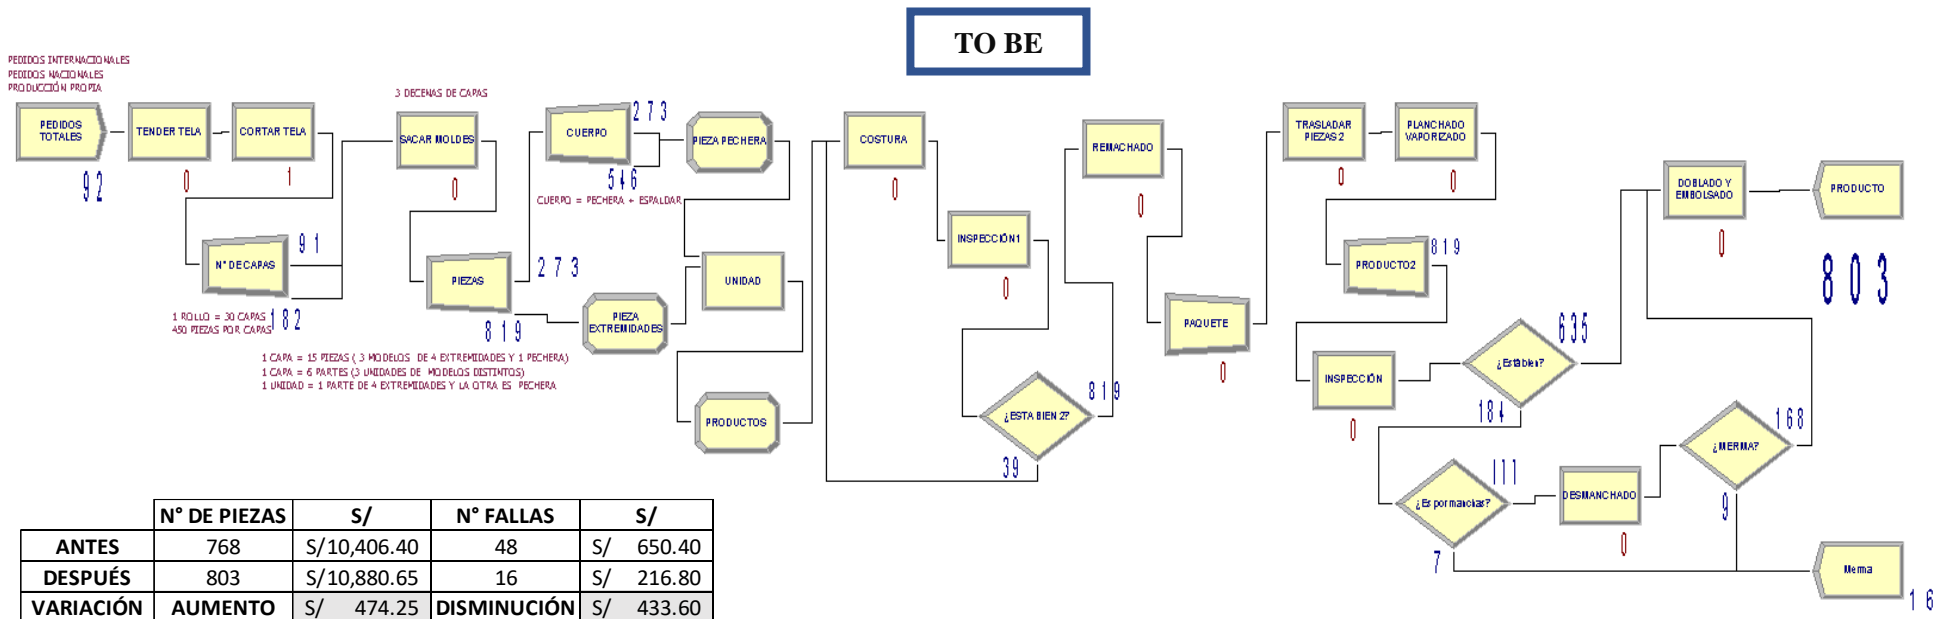 TO BE
PEDIDOS INTERNACIONALES
PEDIDOS NACIONALES
PRODUCCIÓN PROPIA
PEDIDOS
TOTALES
92
TENDER TELA
0
CORTAR TELA
1
N° DE CAPAS
91
182
1 ROLLO = 30 CAPAS
450 PIEZAS POR CAPAS
3 DECENAS DE CAPAS
SACAR MOLDES
0
PIEZAS
273
819
CUERPO
273
546
CUERPO = PECHERA + ESPALDAR
PIEZA PECHERA
PIEZA
EXTREMIDADES
UNIDAD
PRODUCTOS
1 CAPA = 15 PIEZAS ( 3 MODELOS DE 4 EXTREMIDADES Y 1 PECHERA)
1 CAPA = 6 PARTES (3 UNIDADES DE MODELOS DISTINTOS)
1 UNIDAD = 1 PARTE DE 4 EXTREMIDADES Y LA OTRA ES PECHERA
COSTURA
0
INSPECCIÓN1
0
¿ESTA BIEN 2?
819
39
REMACHADO
0
PAQUETE
0
TRASLADAR
PIEZAS 2
0
PLANCHADO
VAPORIZADO
0
PRODUCTO2
819
INSPECCIÓN
0
¿Está bien?
635
184
¿Es por manchas?
111
7
DESMANCHADO
0
¿MERMA?
168
9
DOBLADO Y
EMBOLSADO
0
PRODUCTO
803
Merma
16
N° DE PIEZAS S/ N° FALLAS S/
ANTES 768 S/10,406.40 48 S/ 650.40
DESPUÉS 803 S/10,880.65 16 S/ 216.80
VARIACIÓN AUMENTO S/ 474.25 DISMINUCIÓN S/ 433.60